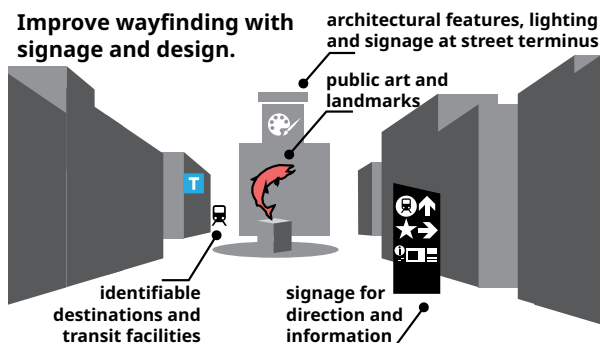 Improve wayfinding with
signage and design.
architectural features, lighting
and signage at street terminus
public art and
landmarks
T
i
identifiable
destinations and
transit facilities
signage for
direction and
information